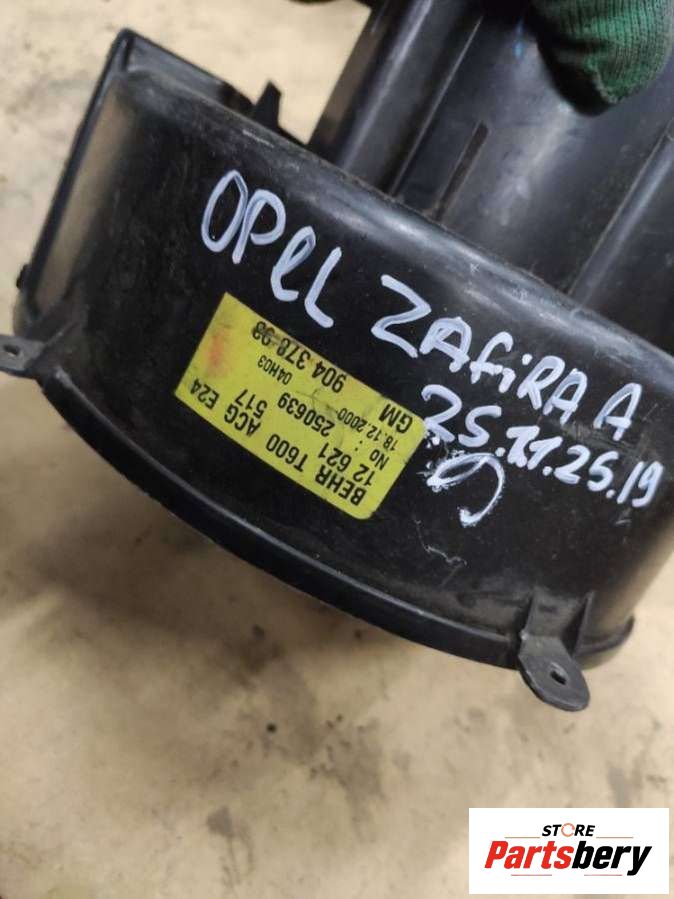 OPEL ZAFiRA A
25.11.25.19
BEHR T600 ACG E24
12 621 517
No : 250639
18.12.2000 04H03
GM 904 378 93
STORE
Partsbery